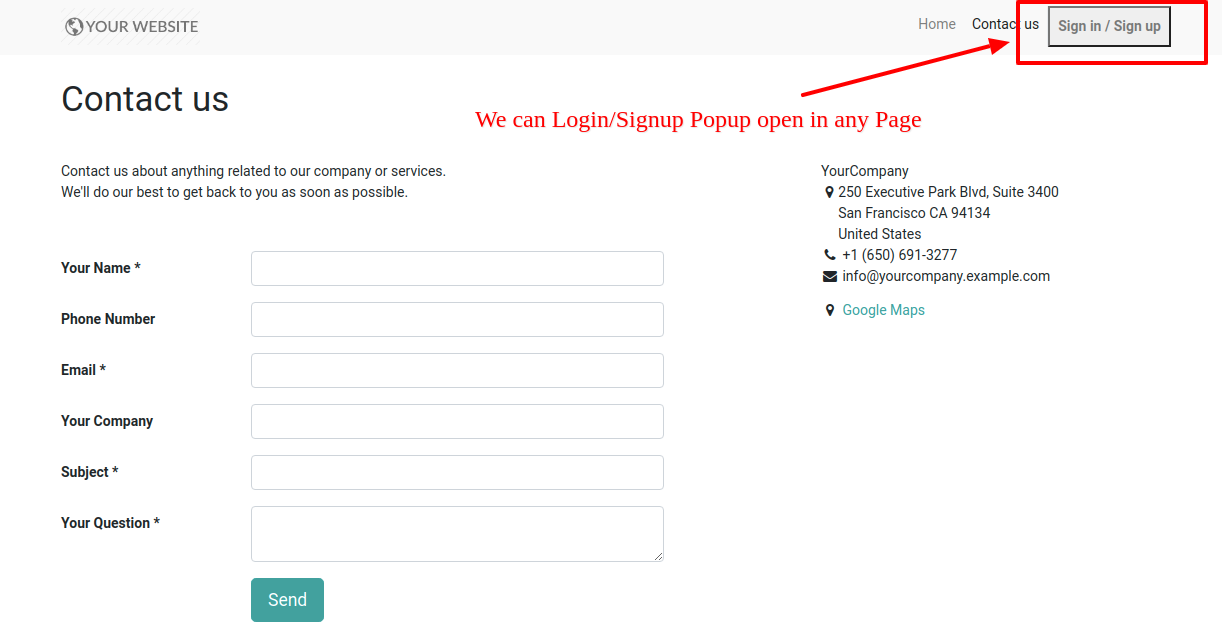 YOUR WEBSITE
Home Contact us Sign in / Sign up
Contact us
We can Login/Signup Popup open in any Page
Contact us about anything related to our company or services.
We'll do our best to get back to you as soon as possible.
YourCompany
250 Executive Park Blvd, Suite 3400
San Francisco CA 94134
United States
+1 (650) 691-3277
info@yourcompany.example.com
Google Maps
Your Name *
Phone Number
Email *
Your Company
Subject *
Your Question *
Send